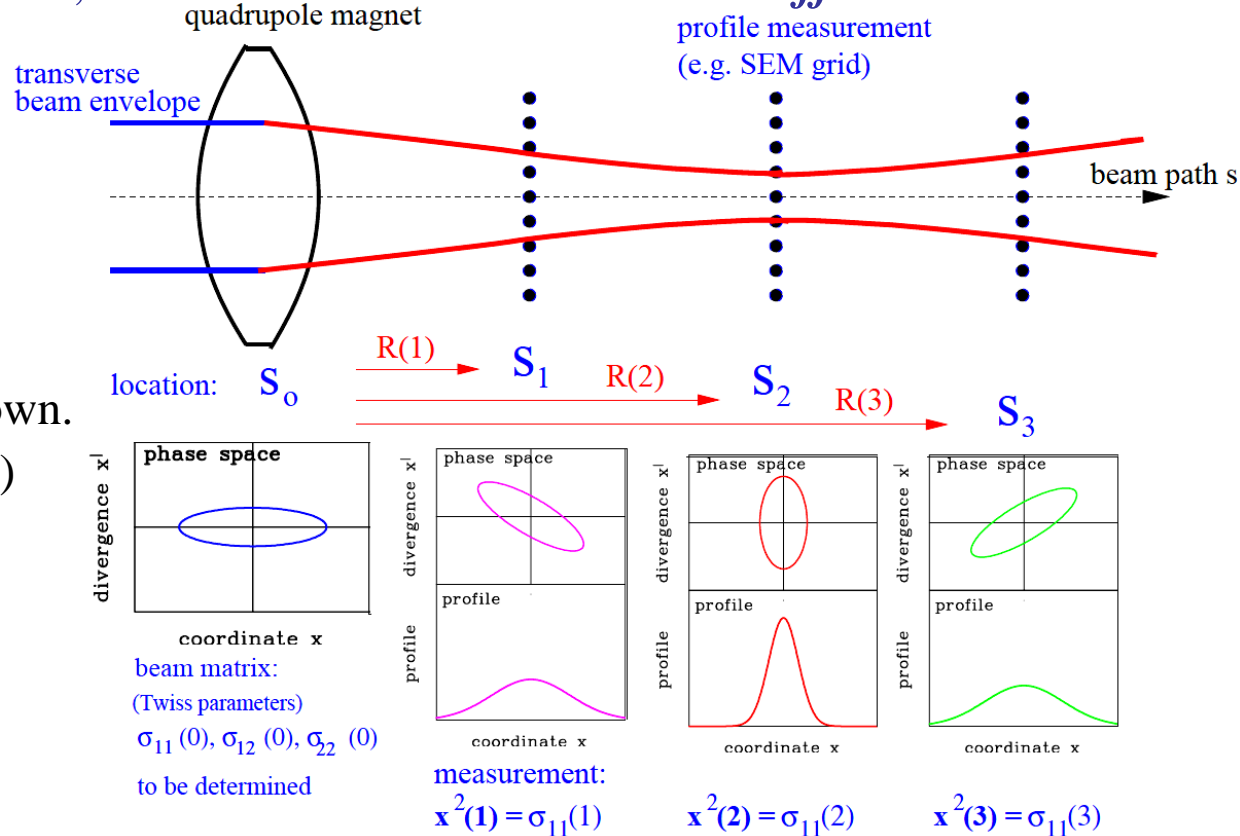 quadrupole magnet
profile measurement
(e.g. SEM grid)
transverse
beam envelope
beam path s
location: S₀ R(1) S₁ R(2) S₂ R(3) S₃
own.
)
phase space
divergence x'
coordinate x
beam matrix:
(Twiss parameters)
σ₁₁ (0), σ₁₂ (0), σ₂₂ (0)
to be determined
phase space
divergence x'
profile
profile
coordinate x
measurement:
x²(1) = σ₁₁(1)
phase space
divergence x'
profile
profile
coordinate x
x²(2) = σ₁₁(2)
phase space
divergence x'
profile
profile
coordinate x
x²(3) = σ₁₁(3)